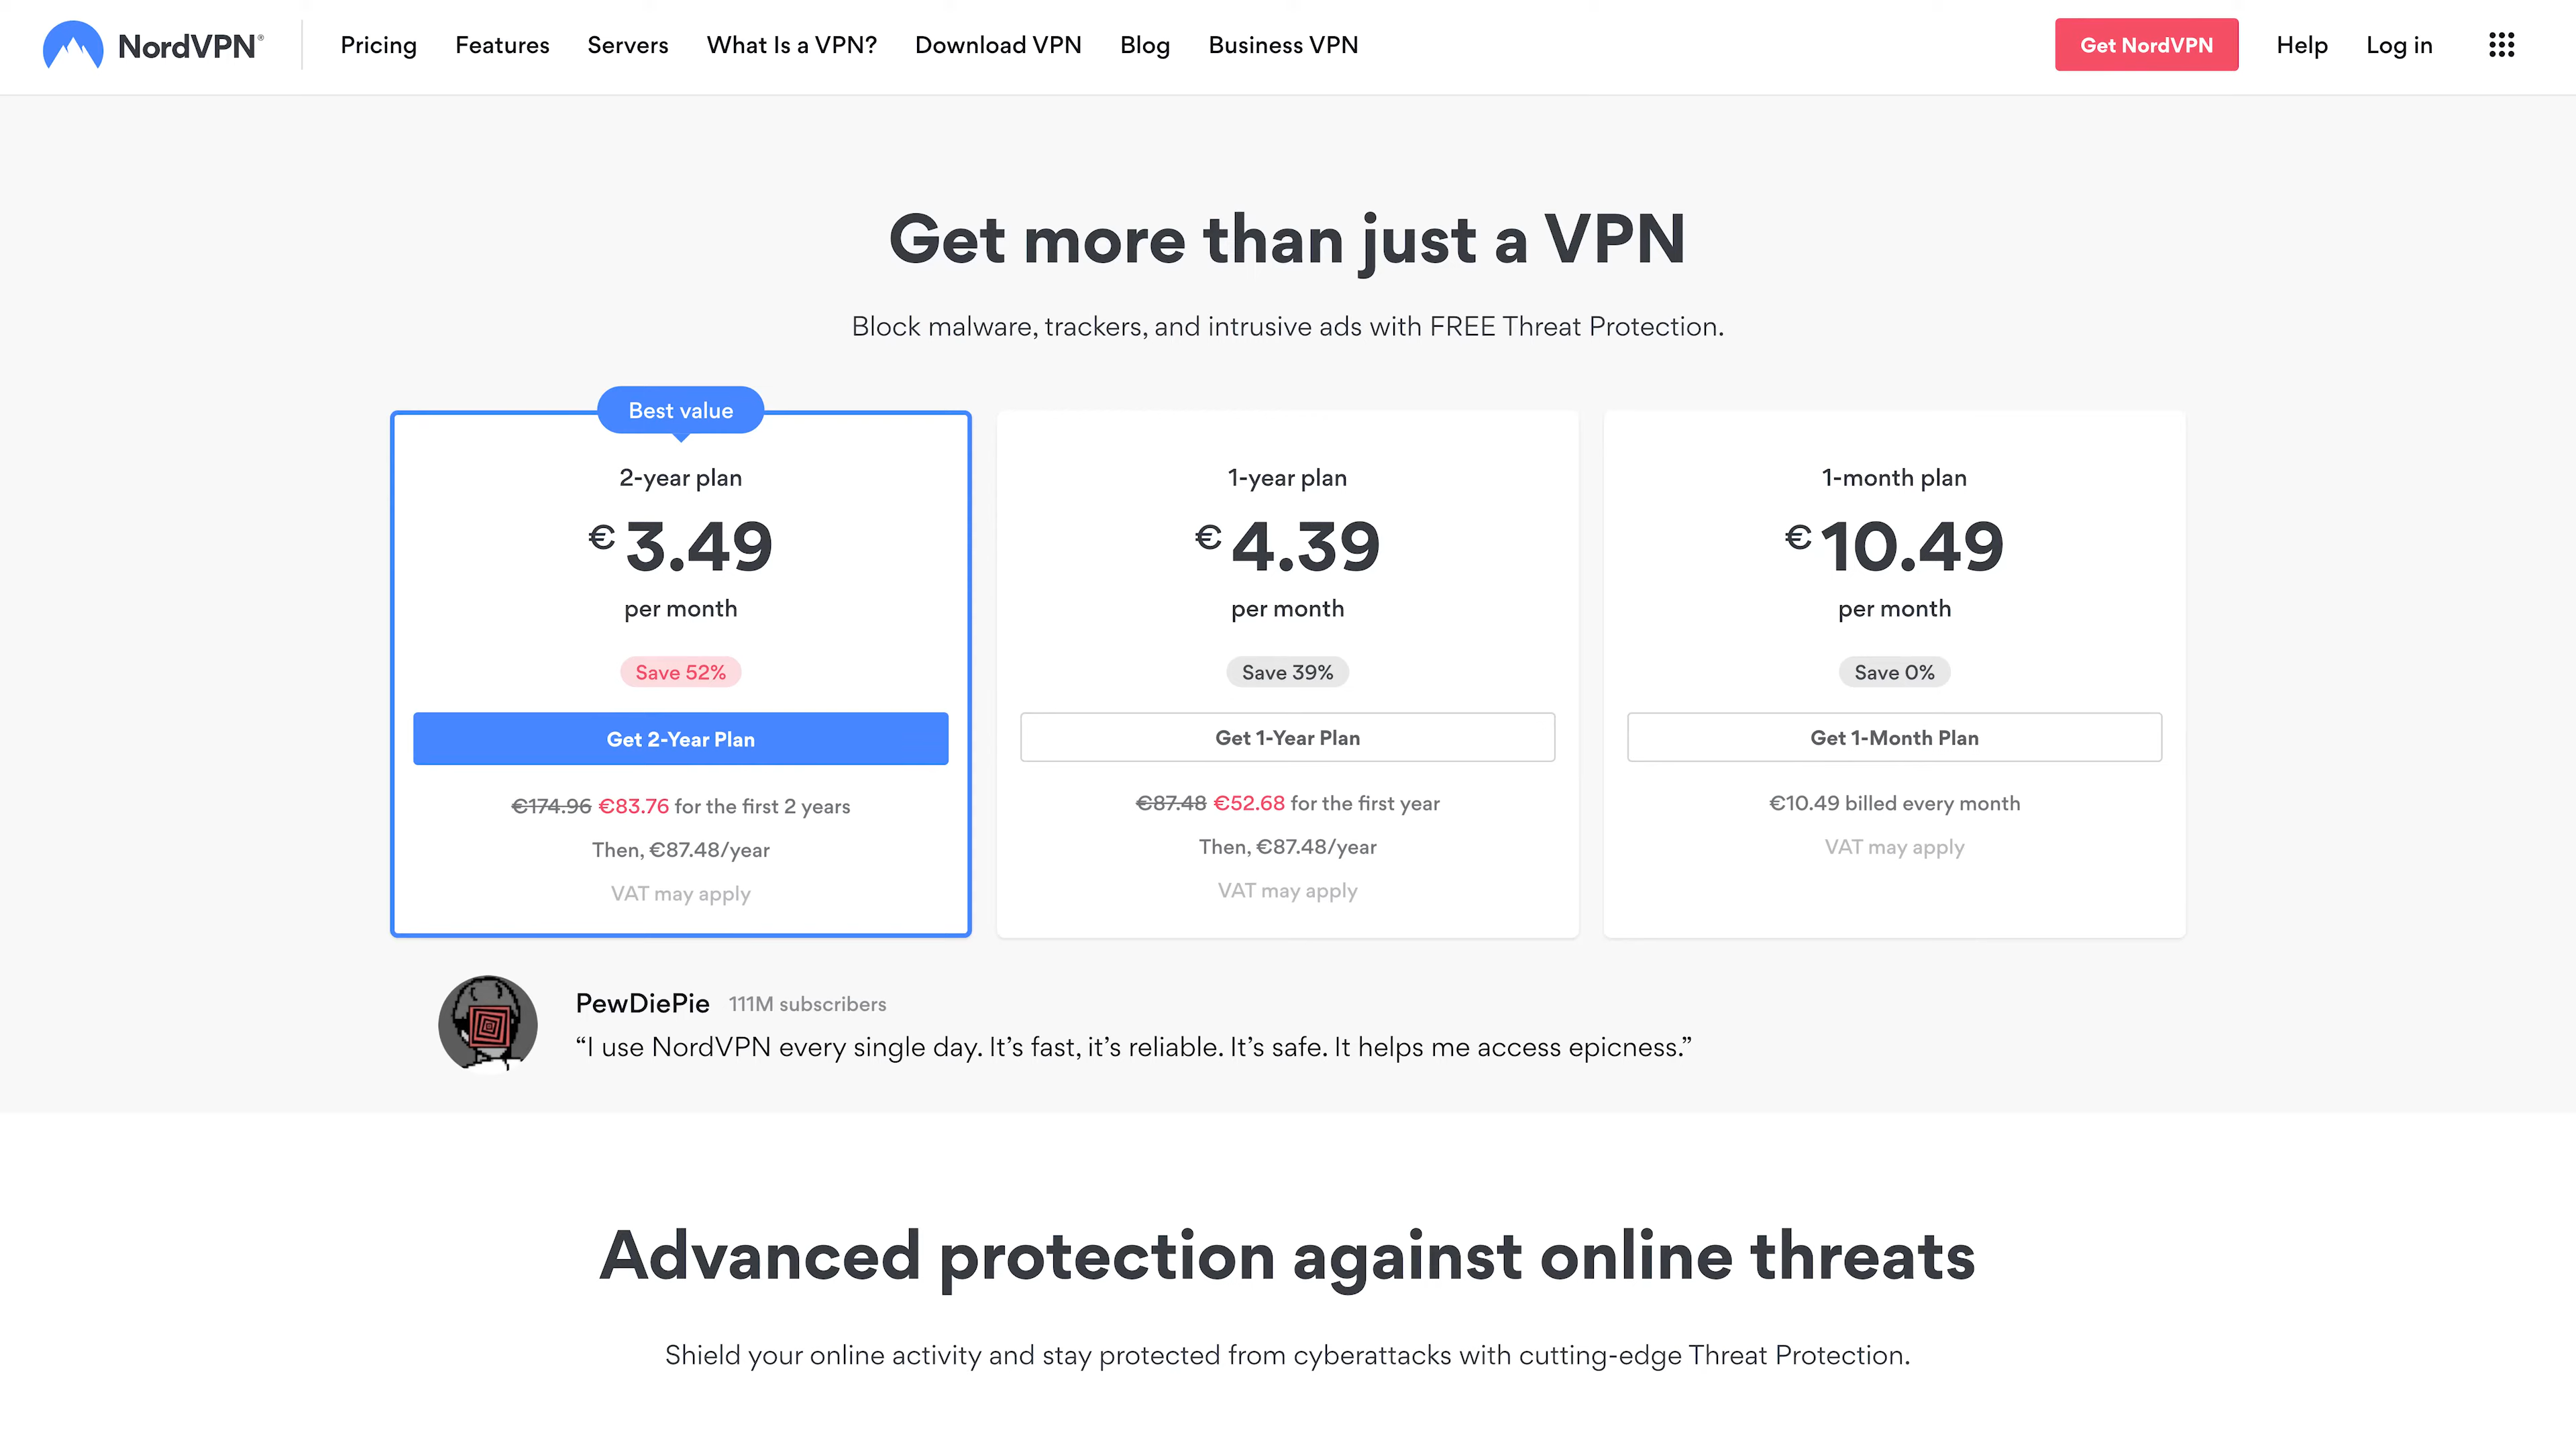 NordVPN®
Pricing
Features
Servers
What Is a VPN?
Download VPN
Blog
Business VPN
Get NordVPN
Help
Log in
Get more than just a VPN
Block malware, trackers, and intrusive ads with FREE Threat Protection.
Best value
2-year plan
€3.49
per month
Save 52%
Get 2-Year Plan
€174.96 €83.76 for the first 2 years
Then, €87.48/year
VAT may apply
1-year plan
€4.39
per month
Save 39%
Get 1-Year Plan
€87.48 €52.68 for the first year
Then, €87.48/year
VAT may apply
1-month plan
€10.49
per month
Save 0%
Get 1-Month Plan
€10.49 billed every month
VAT may apply
PewDiePie 111M subscribers
“I use NordVPN every single day. It’s fast, it’s reliable. It’s safe. It helps me access epicness.”
Advanced protection against online threats
Shield your online activity and stay protected from cyberattacks with cutting-edge Threat Protection.